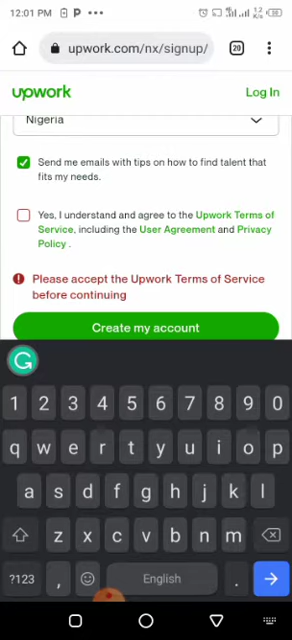 12:01 PM P ••• 1.2 K/s
upwork.com/nx/signup/ 20
upwork Log In
Nigeria
Send me emails with tips on how to find talent that
fits my needs.
Yes, I understand and agree to the Upwork Terms of
Service, including the User Agreement and Privacy
Policy .
Please accept the Upwork Terms of Service
before continuing
Create my account
G
1 2 3 4 5 6 7 8 9 0
q w e r t y u i o p
a s d f g h j k l
z x c v b n m
?123 , English .